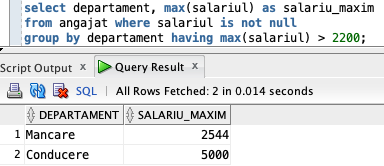 select departament, max(salariul) as salariu_maxim
from angajat where salariul is not null
group by departament having max(salariul) > 2200;
Script Output × Query Result ×
SQL | All Rows Fetched: 2 in 0.014 seconds
DEPARTAMENT SALARIU_MAXIM
1 Mancare 2544
2 Conducere 5000